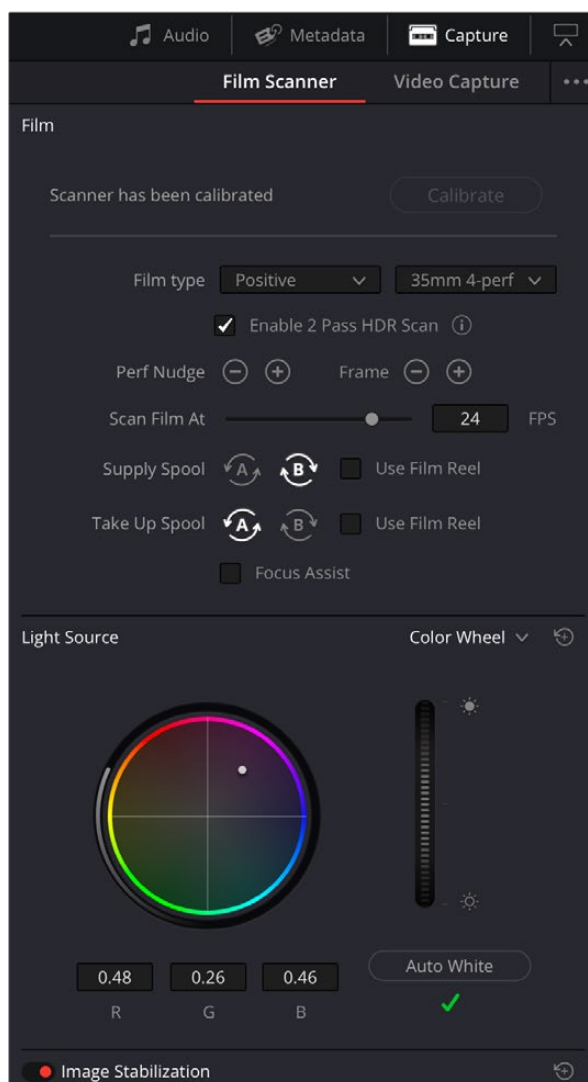 Audio Metadata Capture
Film Scanner Video Capture
Film
Scanner has been calibrated Calibrate
Film type Positive 35mm 4-perf
Enable 2 Pass HDR Scan
Perf Nudge Frame
Scan Film At 24 FPS
Supply Spool A B Use Film Reel
Take Up Spool A B Use Film Reel
Focus Assist
Light Source Color Wheel
0.48 0.26 0.46 Auto White
R G B
Image Stabilization